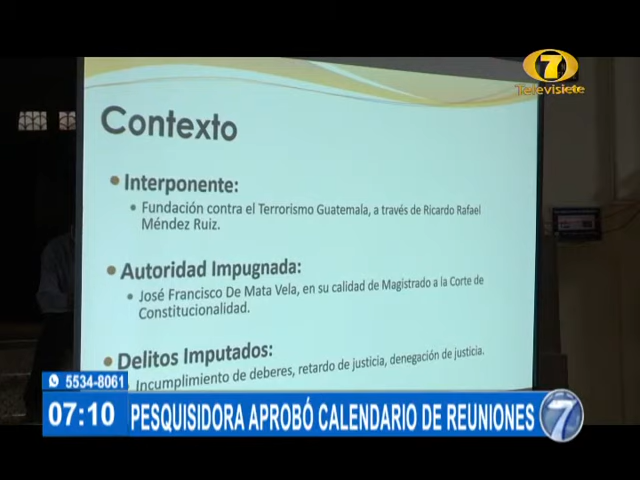 7
Televisiete
Contexto
Interponente:
Fundación contra el Terrorismo Guatemala, a través de Ricardo Rafael
Méndez Ruiz.
Autoridad Impugnada:
José Francisco De Mata Vela, en su calidad de Magistrado a la Corte de
Constitucionalidad.
Delitos Imputados:
Incumplimiento de deberes, retardo de justicia, denegación de justicia.
5534-8061
07:10 PESQUISIDORA APROBÓ CALENDARIO DE REUNIONES 7